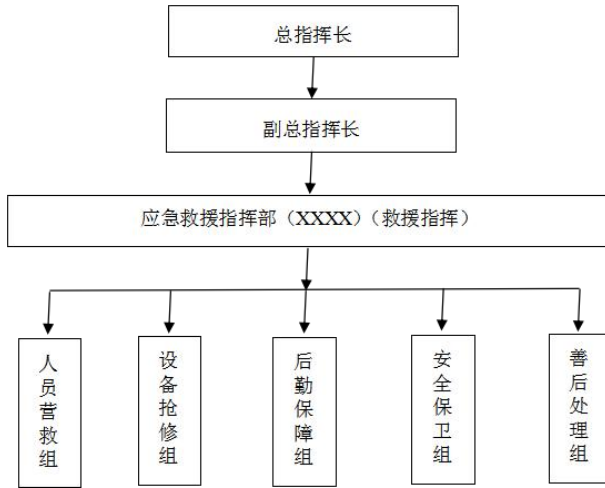 总指挥长
副总指挥长
应急救援指挥部（XXXX）（救援指挥）
人员营救组
设备抢修组
后勤保障组
安全保卫组
善后处理组